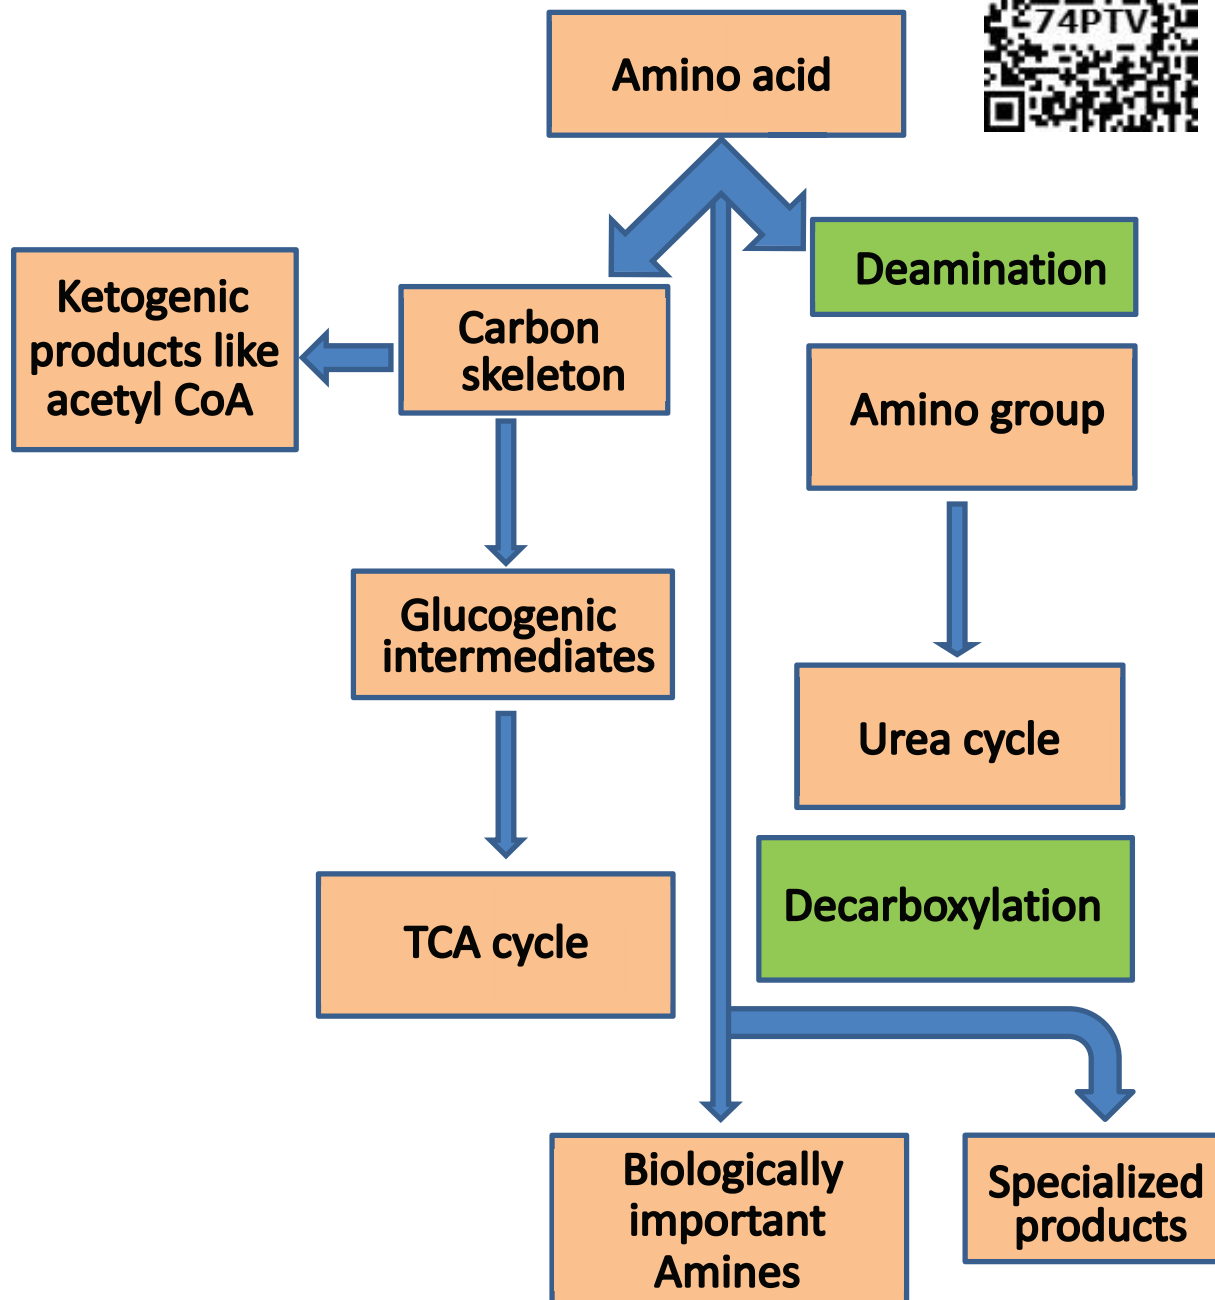 74PTV
Amino acid
Deamination
Ketogenic
products like
acetyl CoA
Carbon
skeleton
Amino group
Glucogenic
intermediates
Urea cycle
Decarboxylation
TCA cycle
Biologically
important
Amines
Specialized
products